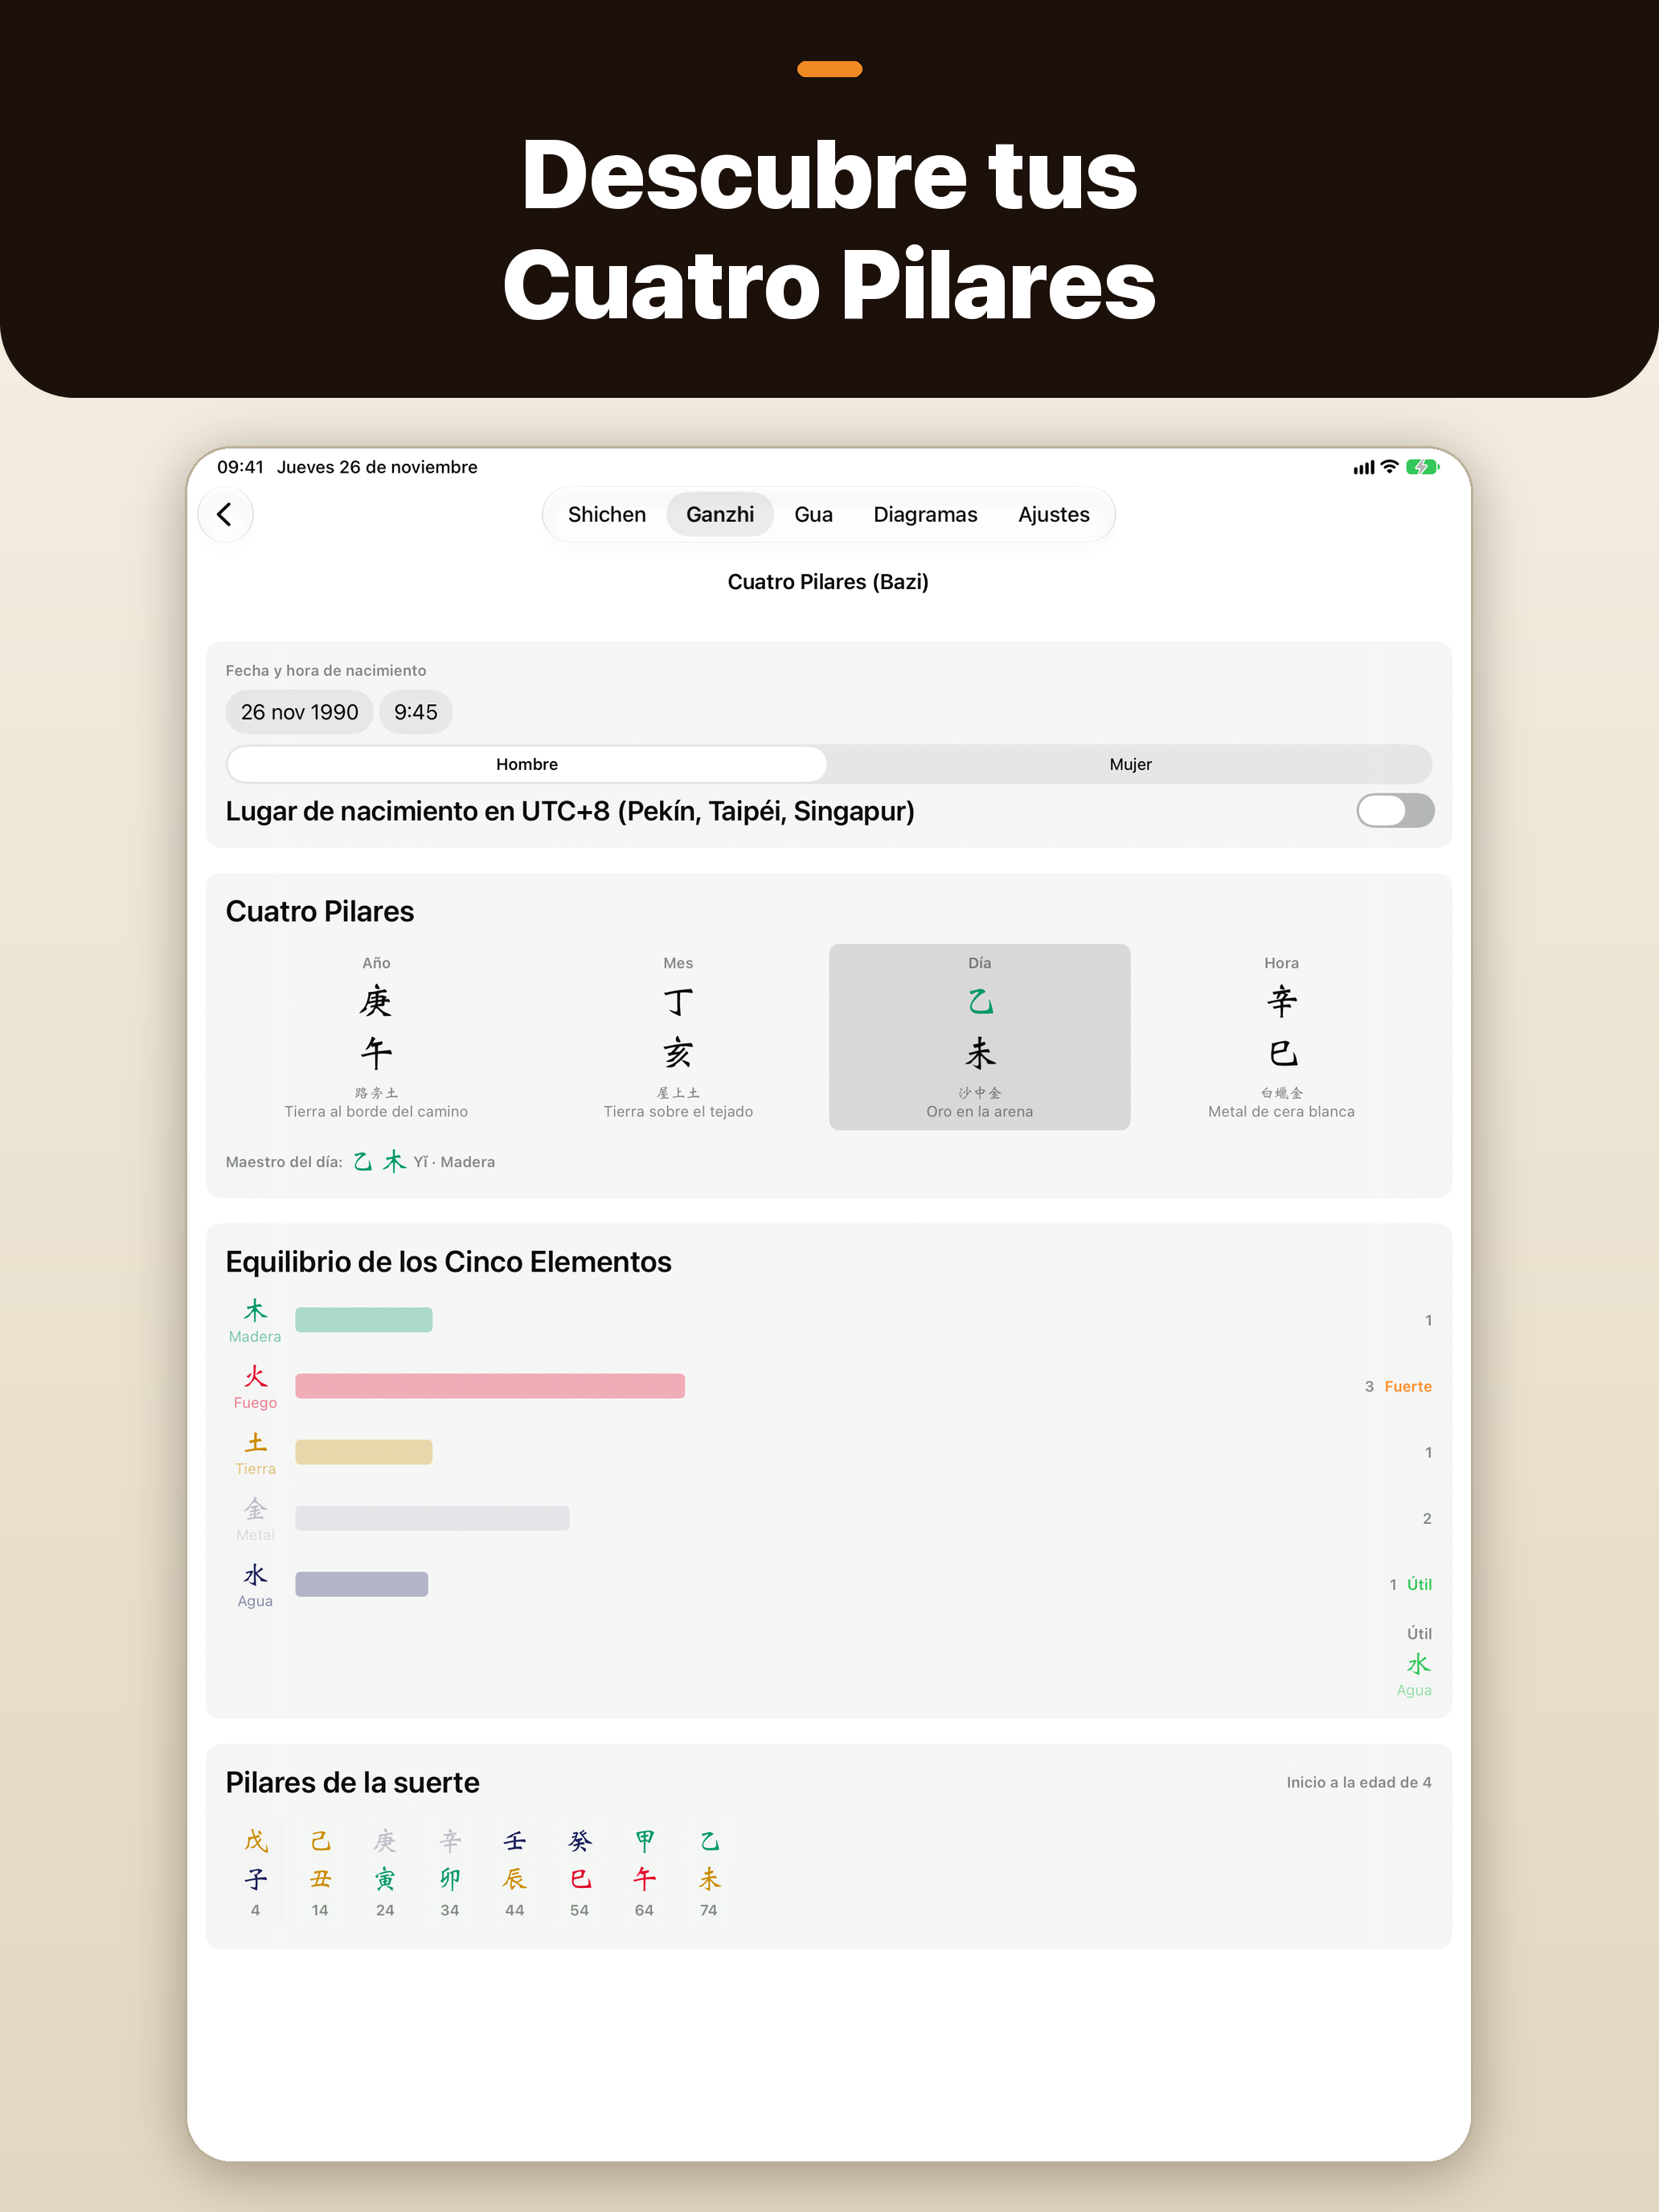 Descubre tus
Cuatro Pilares
09:41 Jueves 26 de noviembre
Shichen Ganzhi Gua Diagramas Ajustes
Cuatro Pilares (Bazi)
Fecha y hora de nacimiento
26 nov 1990 9:45
Hombre Mujer
Lugar de nacimiento en UTC+8 (Pekín, Taipéi, Singapur)
Cuatro Pilares
Año Mes Día Hora
庚 丁 乙 辛
午 亥 未 巳
路旁土 屋上土 沙中金 白蠟金
Tierra al borde del camino Tierra sobre el tejado Oro en la arena Metal de cera blanca
Maestro del día: 乙 木 Yǐ · Madera
Equilibrio de los Cinco Elementos
木
Madera 1
火
Fuego 3 Fuerte
土
Tierra 1
金
Metal 2
水
Agua 1 Útil
Útil
水
Agua
Pilares de la suerte Inicio a la edad de 4
戊 己 庚 辛 壬 癸 甲 乙
子 丑 寅 卯 辰 巳 午 未
4 14 24 34 44 54 64 74